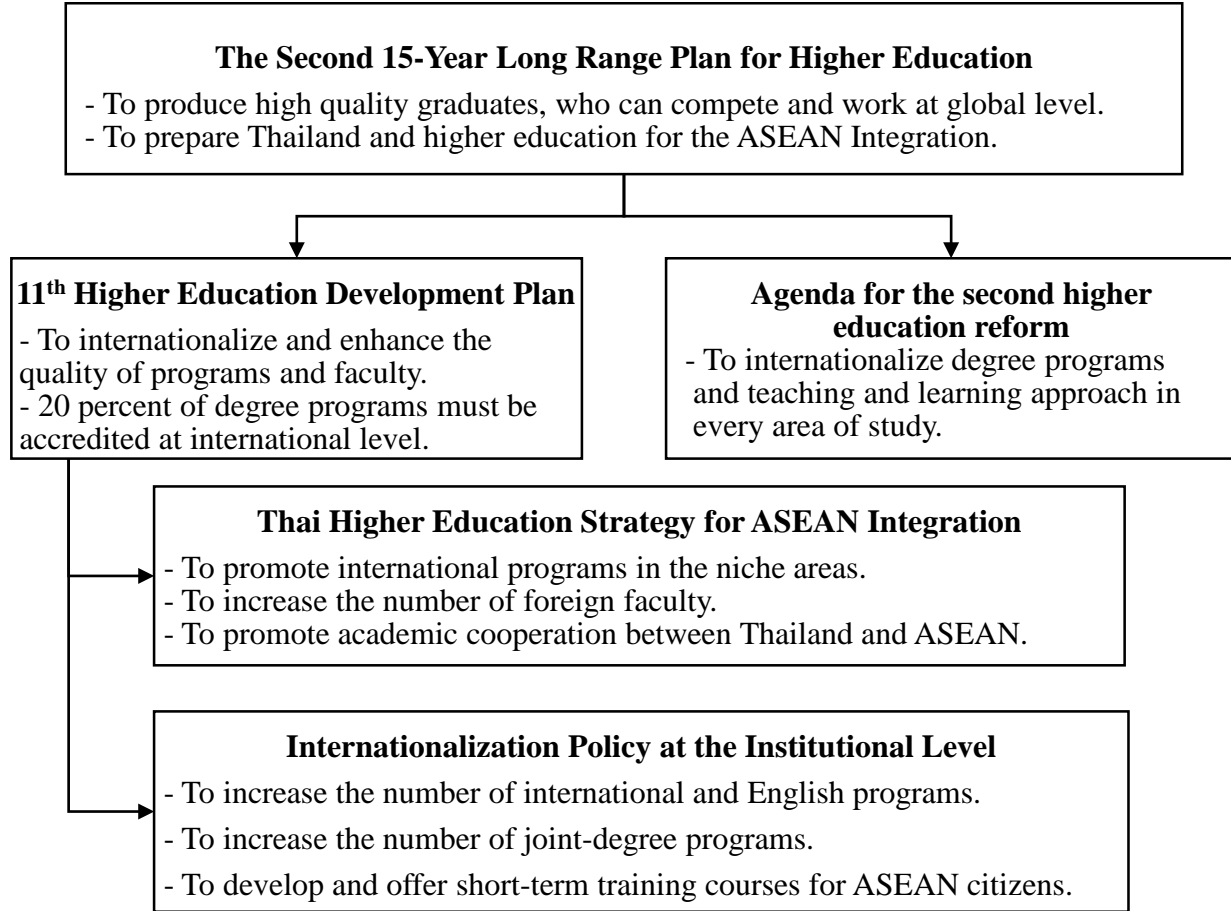 The Second 15-Year Long Range Plan for Higher Education
- To produce high quality graduates, who can compete and work at global level.
- To prepare Thailand and higher education for the ASEAN Integration.
11th Higher Education Development Plan
- To internationalize and enhance the
quality of programs and faculty.
- 20 percent of degree programs must be
accredited at international level.
Agenda for the second higher
education reform
- To internationalize degree programs
and teaching and learning approach in
every area of study.
Thai Higher Education Strategy for ASEAN Integration
- To promote international programs in the niche areas.
- To increase the number of foreign faculty.
- To promote academic cooperation between Thailand and ASEAN.
Internationalization Policy at the Institutional Level
- To increase the number of international and English programs.
- To increase the number of joint-degree programs.
- To develop and offer short-term training courses for ASEAN citizens.